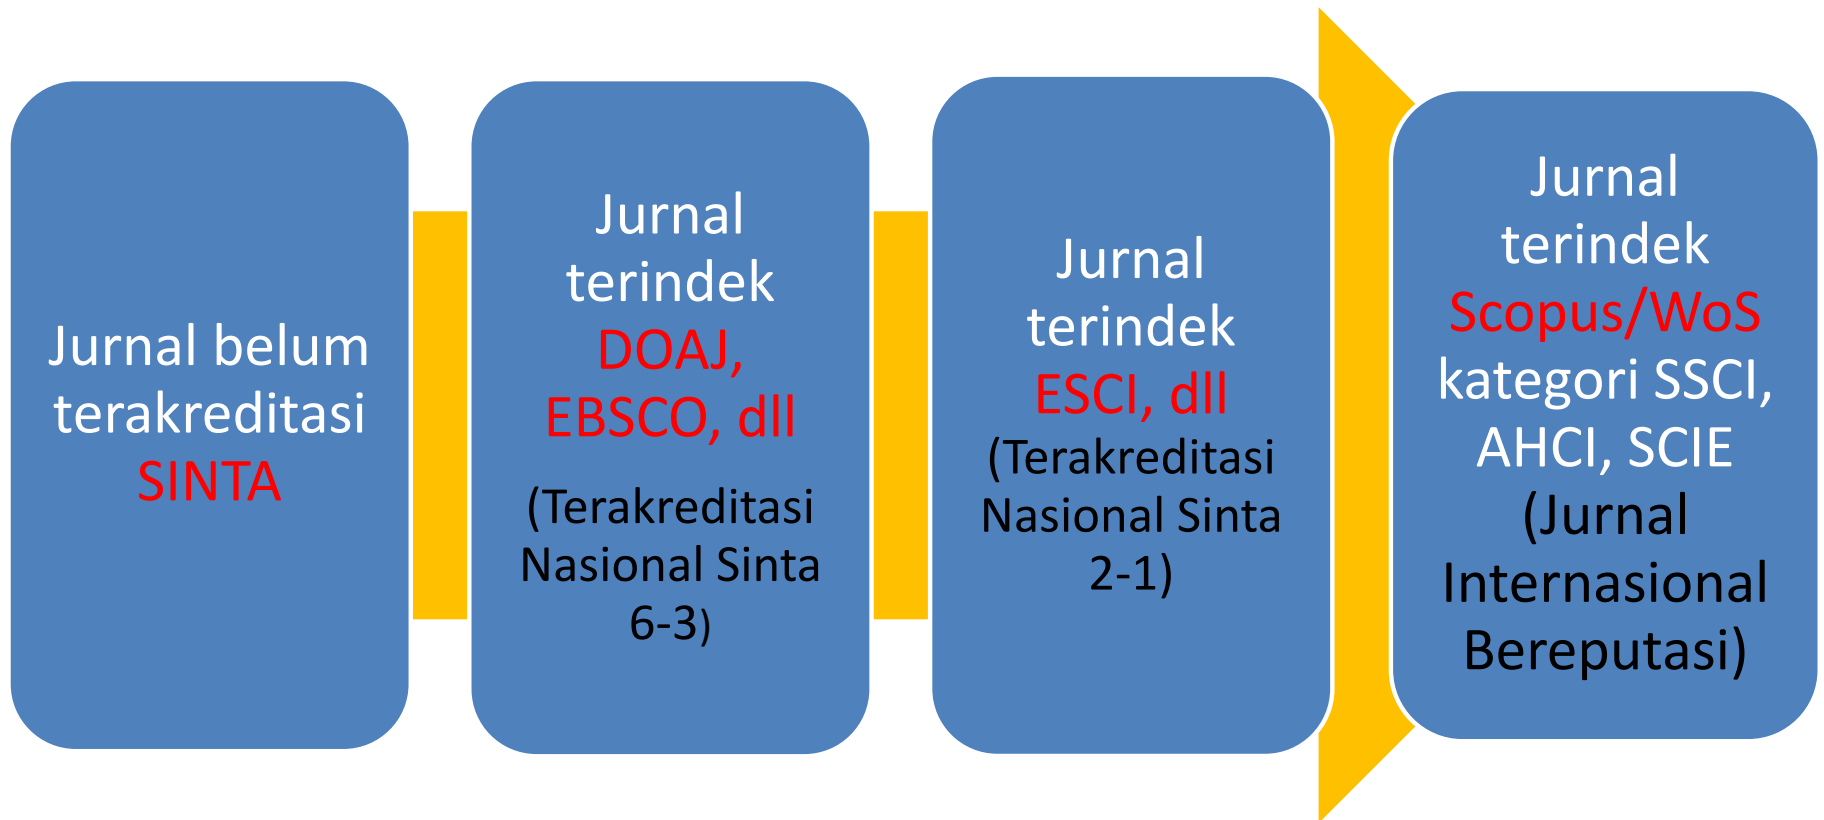 Jurnal belum
terakreditasi
SINTA
Jurnal
terindek
DOAJ,
EBSCO, dll
(Terakreditasi
Nasional Sinta
6-3)
Jurnal
terindek
ESCI, dll
(Terakreditasi
Nasional Sinta
2-1)
Jurnal
terindek
Scopus/WoS
kategori SSCI,
AHCI, SCIE
(Jurnal
Internasional
Bereputasi)